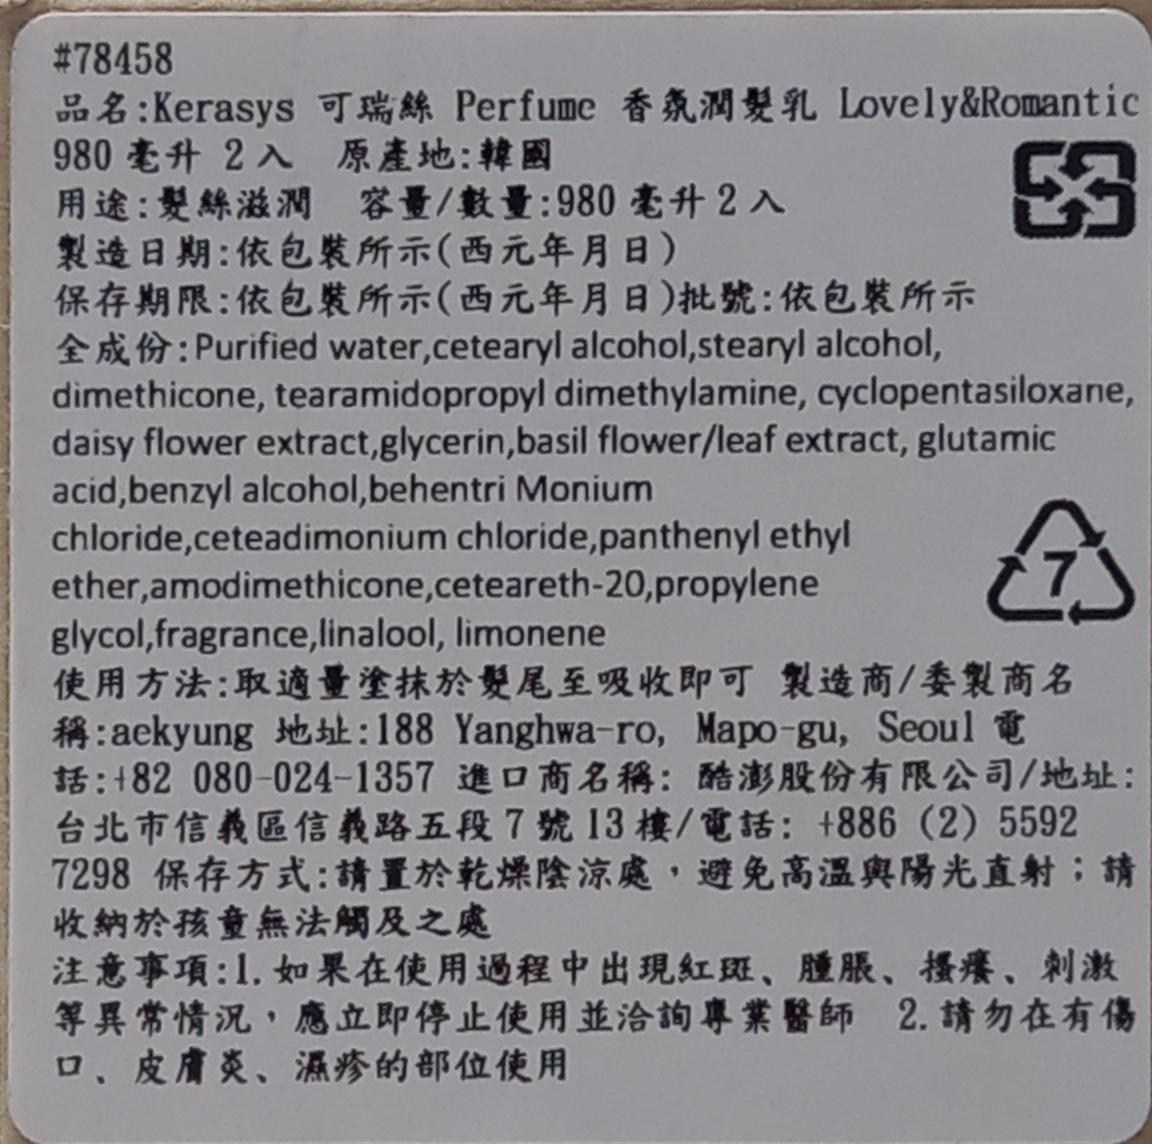 #78458
品名:Kerasys 可瑞絲 Perfume 香氛潤髮乳 Lovely&Romantic
980 毫升 2入 原產地:韓國
用途:髮絲滋潤 容量/數量:980 毫升2入
製造日期:依包裝所示(西元年月日)
保存期限:依包裝所示(西元年月日)批號:依包裝所示
全成份:Purified water,cetearyl alcohol,stearyl alcohol,
dimethicone, tearamidopropyl dimethylamine, cyclopentasiloxane,
daisy flower extract,glycerin,basil flower/leaf extract, glutamic
acid,benzyl alcohol,behentri Monium
chloride,ceteadimonium chloride,panthenyl ethyl
ether,amodimethicone,ceteareth-20,propylene
7
glycol,fragrance,linalool, limonene
使用方法:取適量塗抹於髮尾至吸收即可 製造商/委製商名
稱:aekyung 地址:188 Yanghwa-ro, Mapo-gu, Seoul 電
話:+82 080-024-1357 進口商名稱: 酷澎股份有限公司/地址:
台北市信義區信義路五段7號13樓/電話: +886 (2) 5592
7298 保存方式:請置於乾燥陰涼處，避免高溫與陽光直射；請
收納於孩童無法觸及之處
注意事項:1.如果在使用過程中出現紅斑、腫脹、搔癢、刺激
等異常情況，應立即停止使用並洽詢專業醫師 2.請勿在有傷
口、皮膚炎、濕疹的部位使用